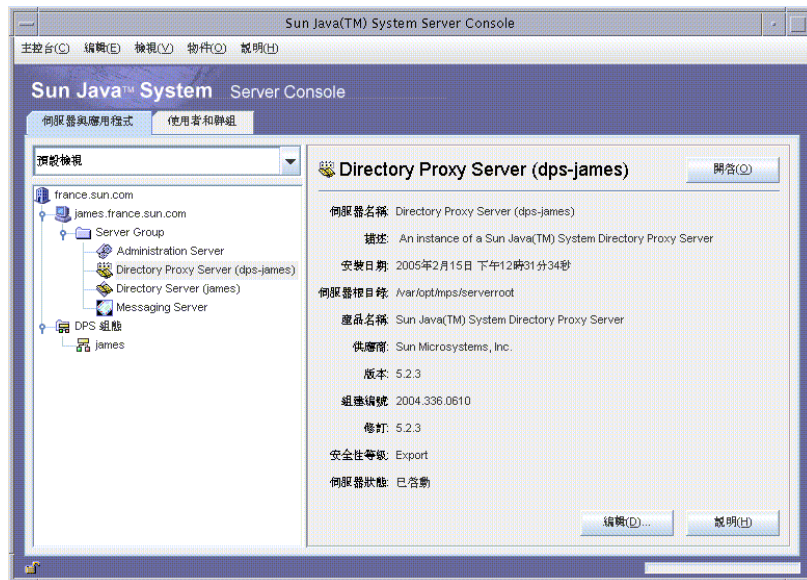 Sun Java(TM) System Server Console
主控台(C) 編輯(E) 檢視(V) 物件(O) 說明(H)
Sun Java™ System Server Console
伺服器與應用程式 使用者和群組
預設檢視
france.sun.com
james.france.sun.com
Server Group
Administration Server
Directory Proxy Server (dps-james)
Directory Server (james)
Messaging Server
DPS 組態
james
Directory Proxy Server (dps-james) 開啟(O)
伺服器名稱: Directory Proxy Server (dps-james)
描述: An instance of a Sun Java(TM) System Directory Proxy Server
安裝日期: 2005年2月15日 下午12時31分34秒
伺服器根目錄: /var/opt/mps/serverroot
產品名稱: Sun Java(TM) System Directory Proxy Server
供應商: Sun Microsystems, Inc.
版本: 5.2.3
組建編號: 2004.336.0610
修訂: 5.2.3
安全性等級: Export
伺服器狀態: 已啟動
編輯(D)... 說明(H)